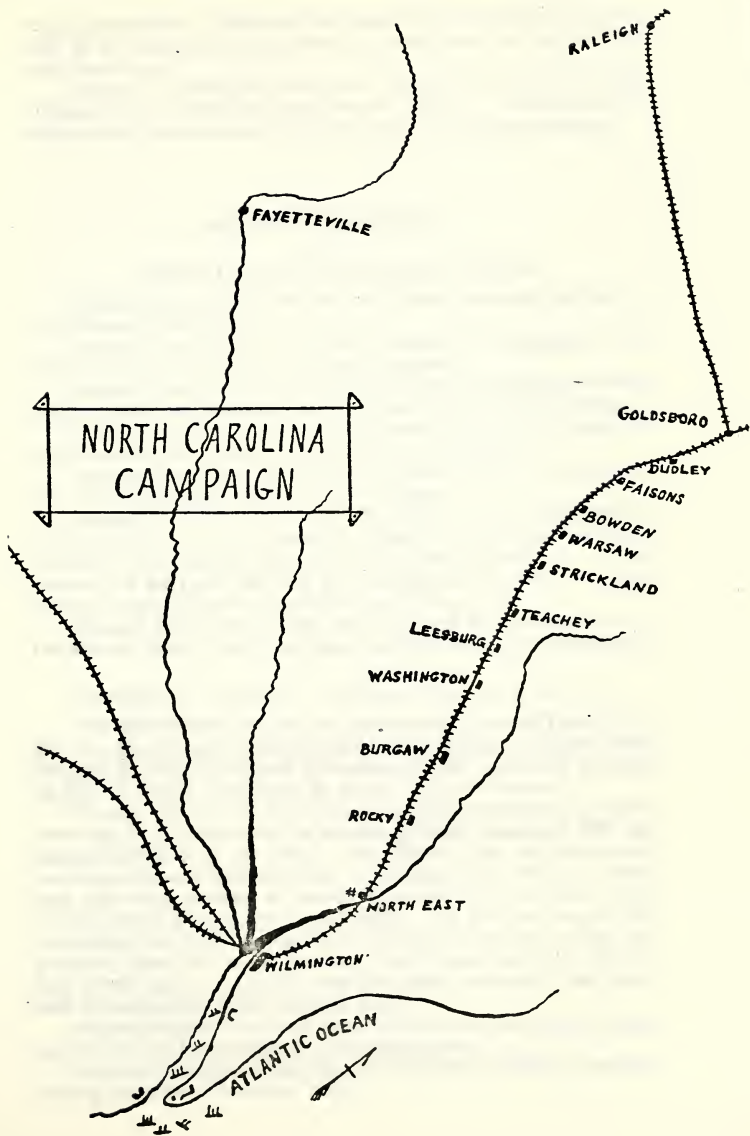 RALEIGH
FAYETTEVILLE
NORTH CAROLINA
CAMPAIGN
GOLDSBORO
DUDLEY
FAISONS
BOWDEN
WARSAW
STRICKLAND
TEACHEY
LEESBURG
WASHINGTON
BURGAW
ROCKY
#
NORTH EAST
WILMINGTON
ATLANTIC OCEAN